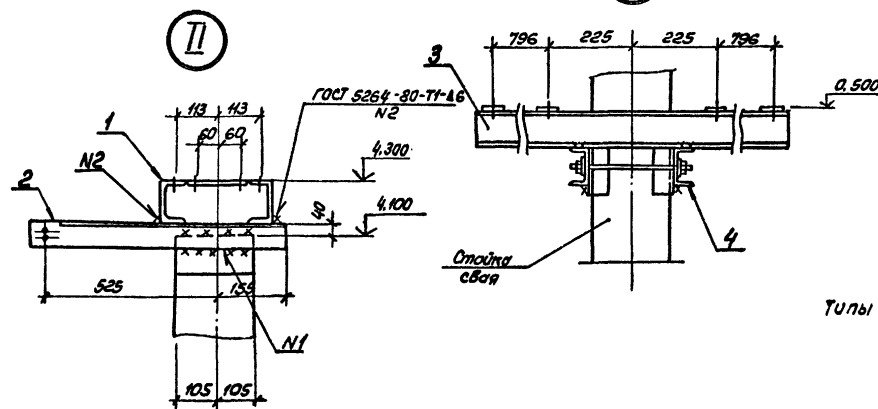 II
113 113
60 60
ГОСТ 5264-80-Т1-Δ6
N2
1
N2
2
4.300
4.100
40
525
155
N1
105 105
796 225 225 796
3
0.500
4
Стойка
свая
Типы